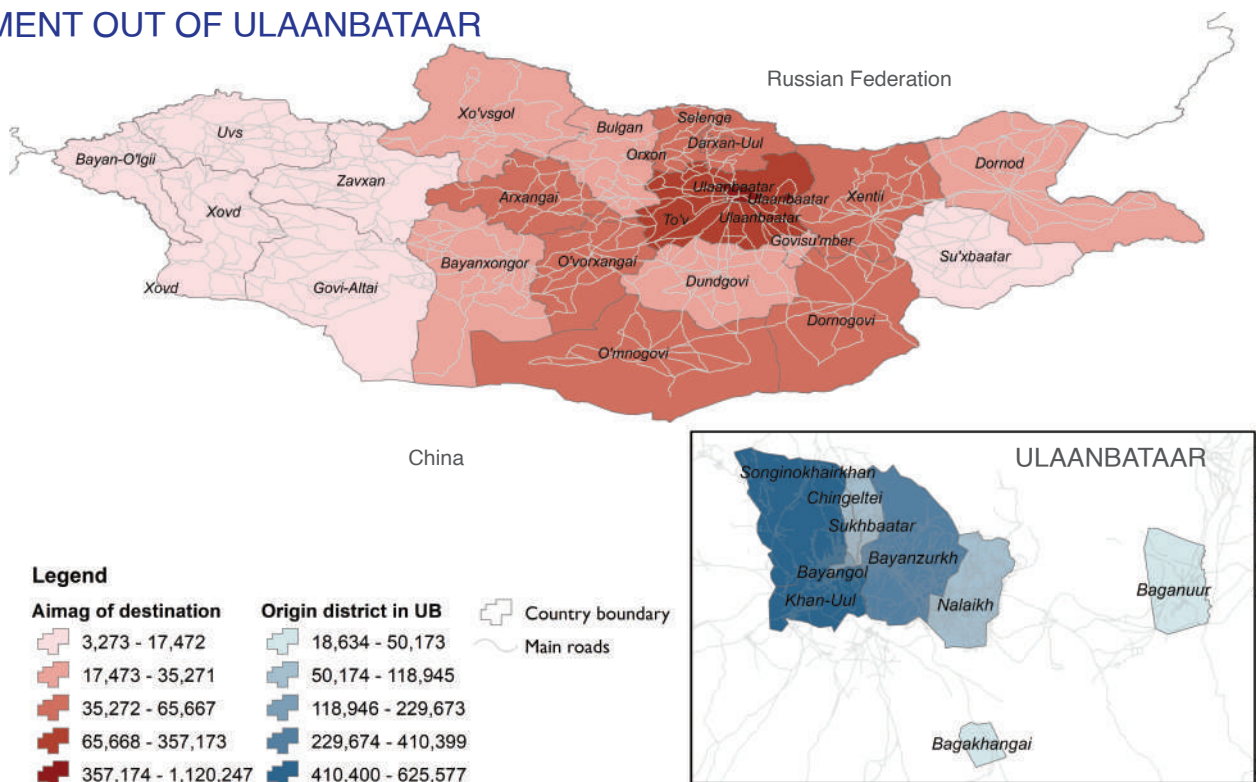 MENT OUT OF ULAANBATAAR
Russian Federation
Xo'vsgol
Uvs
Bulgan
Selenge
Bayan-O'lgii
Darxan-Uul
Orxon
Dornod
Zavxan
Ulaanbaatar
Arxangai
Ulaanbaatar
Xentii
Xovd
To'v
Ulaanbaatar
Govisu'mber
Su'xbaatar
O'vorxangai
Bayanxongor
Dundgovi
Xovd
Govi-Altai
Dornogovi
O'mnogovi
China
ULAANBATAAR
Songinokhairkhan
Chingeltei
Sukhbaatar
Bayanzurkh
Bayangol
Khan-Uul
Nalaikh
Baganuur
Bagakhangai
Legend
Aimag of destination
3,273 - 17,472
17,473 - 35,271
35,272 - 65,667
65,668 - 357,173
357,174 - 1,120,247
Origin district in UB
18,634 - 50,173
50,174 - 118,945
118,946 - 229,673
229,674 - 410,399
410,400 - 625,577
Country boundary
Main roads